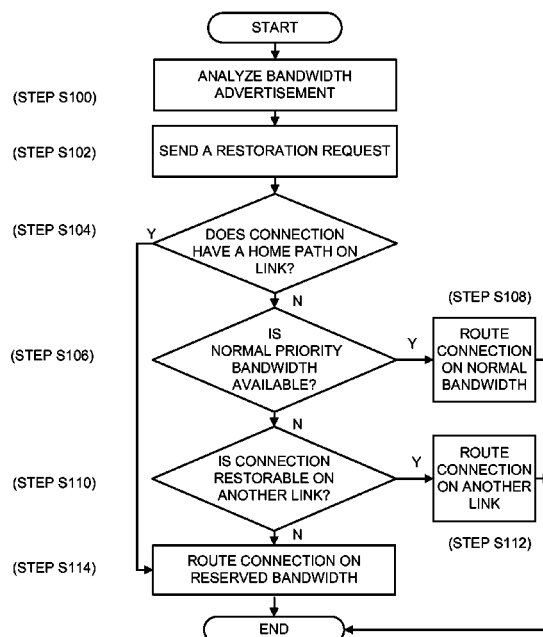 START
ANALYZE BANDWIDTH
ADVERTISEMENT
(STEP S100)
(STEP S102)
SEND A RESTORATION REQUEST
(STEP S104)
Y
DOES CONNECTION
HAVE A HOME PATH ON
LINK?
N
(STEP S108)
(STEP S106)
IS
NORMAL PRIORITY
BANDWIDTH
AVAILABLE?
Y
ROUTE
CONNECTION
ON NORMAL
BANDWIDTH
N
(STEP S110)
IS CONNECTION
RESTORABLE ON
ANOTHER LINK?
Y
ROUTE
CONNECTION
ON ANOTHER
LINK
N
(STEP S112)
(STEP S114)
ROUTE CONNECTION ON
RESERVED BANDWIDTH
END